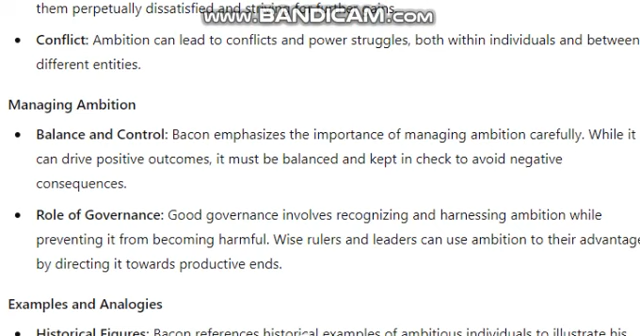 them perpetually dissatisfied and striving for further gains.
www.BANDICAM.com
• Conflict: Ambition can lead to conflicts and power struggles, both within individuals and between
different entities.
Managing Ambition
• Balance and Control: Bacon emphasizes the importance of managing ambition carefully. While it
can drive positive outcomes, it must be balanced and kept in check to avoid negative
consequences.
• Role of Governance: Good governance involves recognizing and harnessing ambition while
preventing it from becoming harmful. Wise rulers and leaders can use ambition to their advantage
by directing it towards productive ends.
Examples and Analogies
• Historical Figures: Bacon references historical examples of ambitious individuals to illustrate his